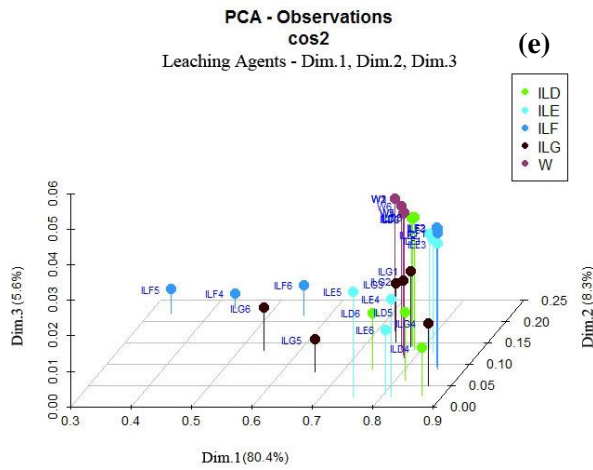 PCA - Observations
cos2
(e)
Leaching Agents - Dim.1, Dim.2, Dim.3
ILD
ILE
ILF
ILG
W
0.06
0.05
0.04
0.03
0.02
0.01
0.00
Dim.3 (5.6%)
ILF5
ILF4
ILF6
ILG6
ILG5
ILE5
ILG3
ILE4
ILD6
ILD5
ILE6
ILG4
ILD4
ILG1
ILG2
W6
ILE3
0.25
0.20
0.15
0.10
0.05
0.00
Dim.2 (8.3%)
0.3 0.4 0.5 0.6 0.7 0.8 0.9
Dim.1 (80.4%)